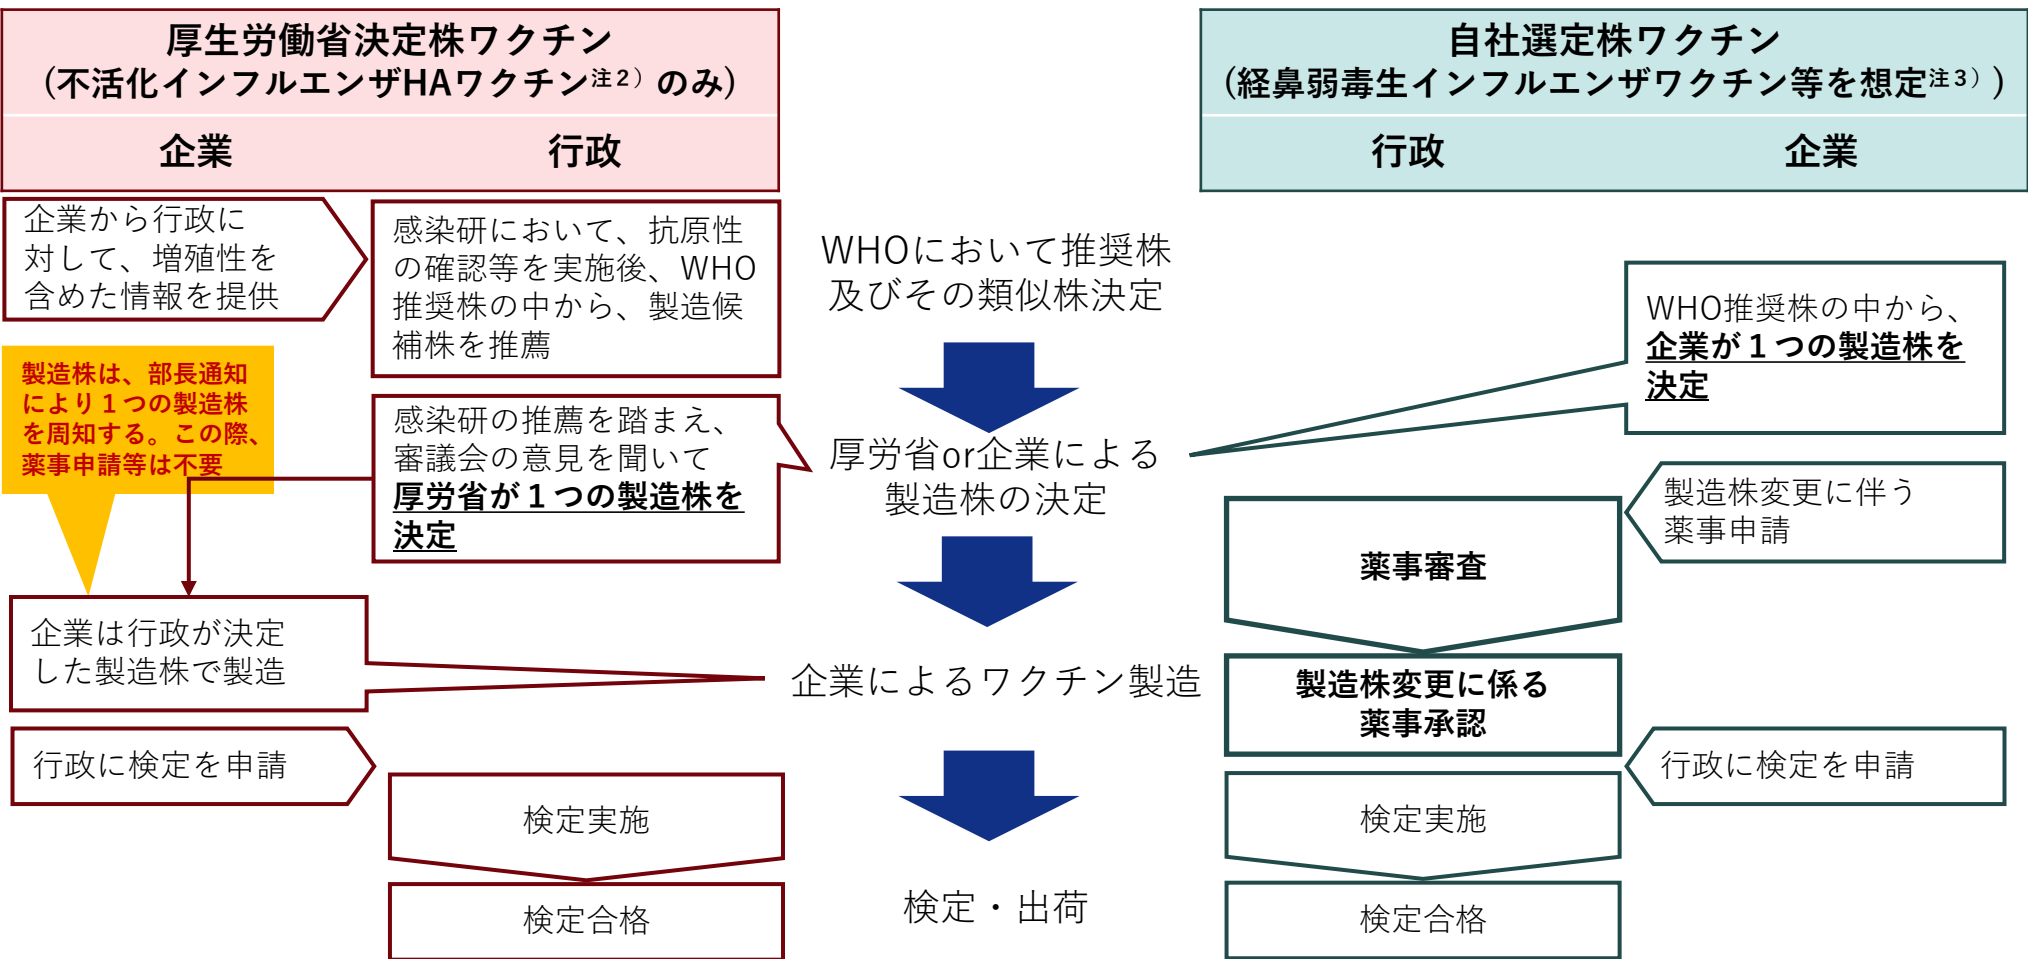 厚生労働省決定株ワクチン
(不活化インフルエンザHAワクチン注２）のみ)
企業
行政
企業から行政に
対して、増殖性を
含めた情報を提供
感染研において、抗原性
の確認等を実施後、WHO
推奨株の中から、製造候
補株を推薦
製造株は、部長通知
により１つの製造株
を周知する。この際、
薬事申請等は不要
感染研の推薦を踏まえ、
審議会の意見を聞いて
厚労省が１つの製造株を
決定
企業は行政が決定
した製造株で製造
行政に検定を申請
検定実施
検定合格
WHOにおいて推奨株
及びその類似株決定
厚労省or企業による
製造株の決定
企業によるワクチン製造
検定・出荷
自社選定株ワクチン
(経鼻弱毒生インフルエンザワクチン等を想定注３）)
行政
企業
WHO推奨株の中から、
企業が１つの製造株を
決定
製造株変更に伴う
薬事申請
薬事審査
製造株変更に係る
薬事承認
行政に検定を申請
検定実施
検定合格